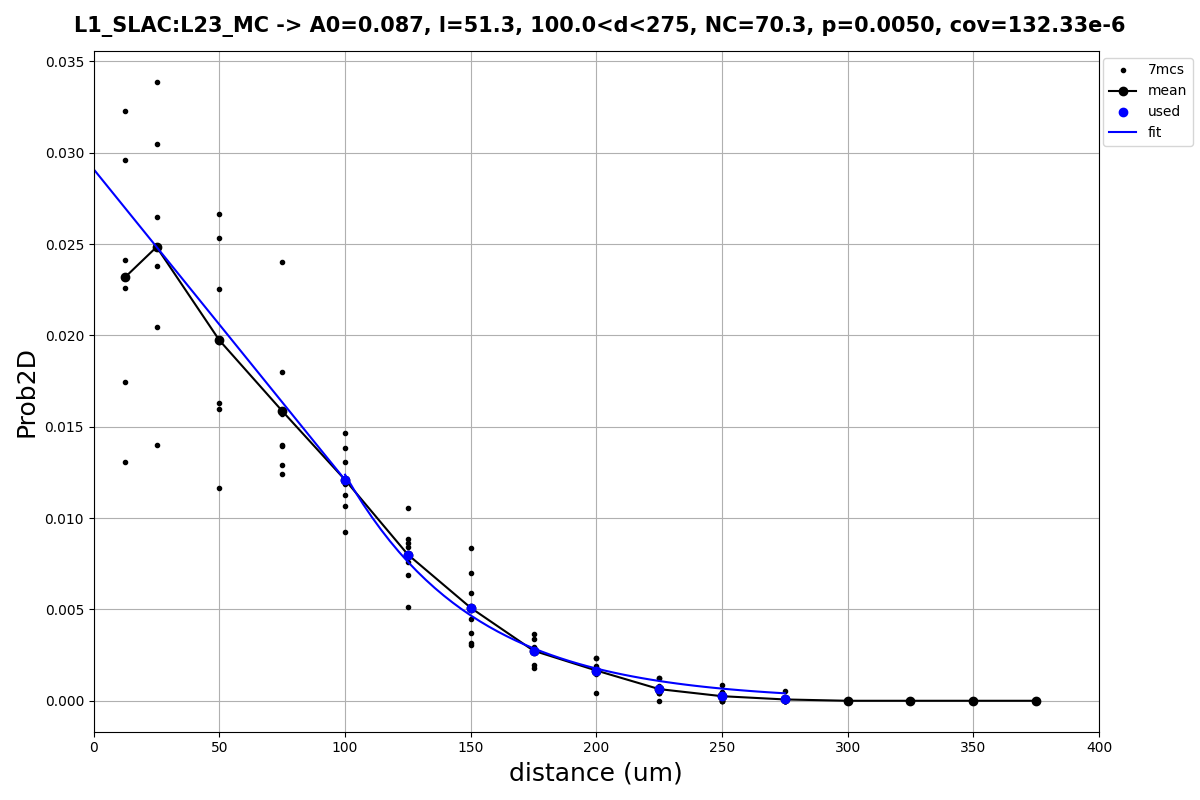 L1_SLAC:L23_MC -> A0=0.087, l=51.3, 100.0<d<275, NC=70.3, p=0.0050, cov=132.33e-6
7mcs
mean
used
fit
0.035
0.030
0.025
0.020
0.015
0.010
0.005
0.000
Prob2D
0 50 100 150 200 250 300 350 400
distance (um)